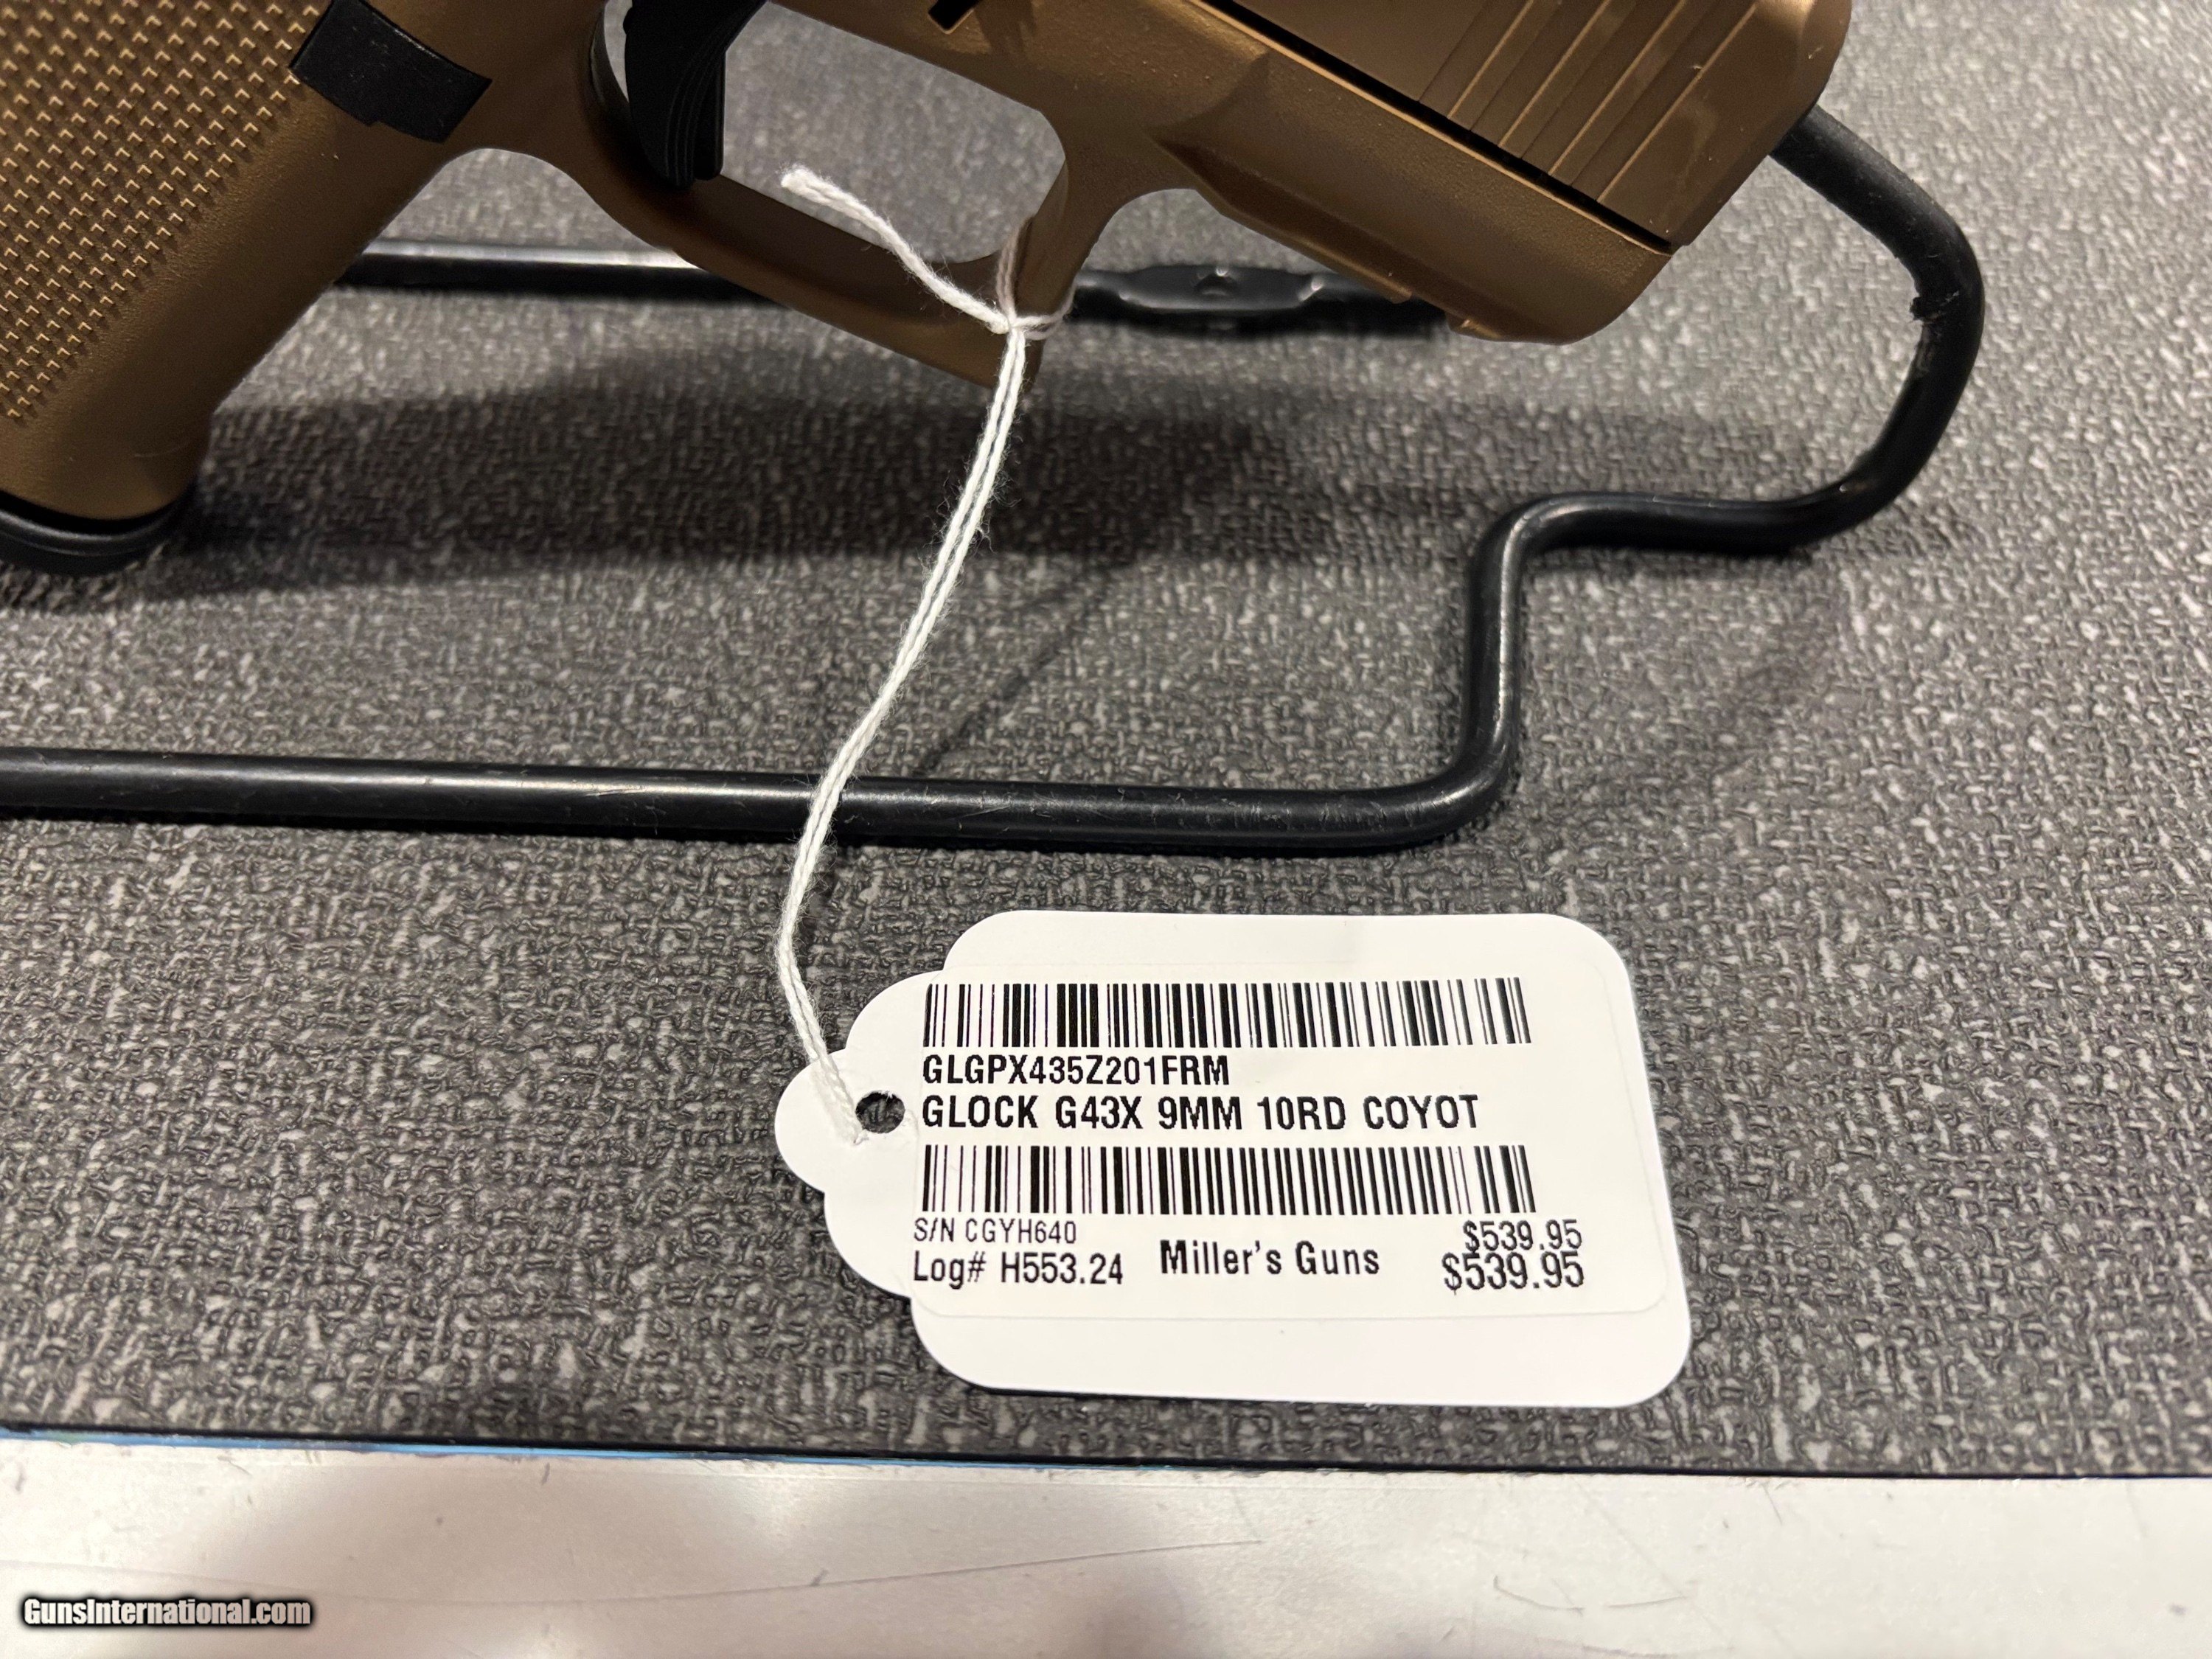 GLGPX435Z201FRM
GLOCK G43X 9MM 10RD COYOT
S/N CGYH640 $539.95
Log# H553.24 Miller's Guns $539.95
GunsInternational.com